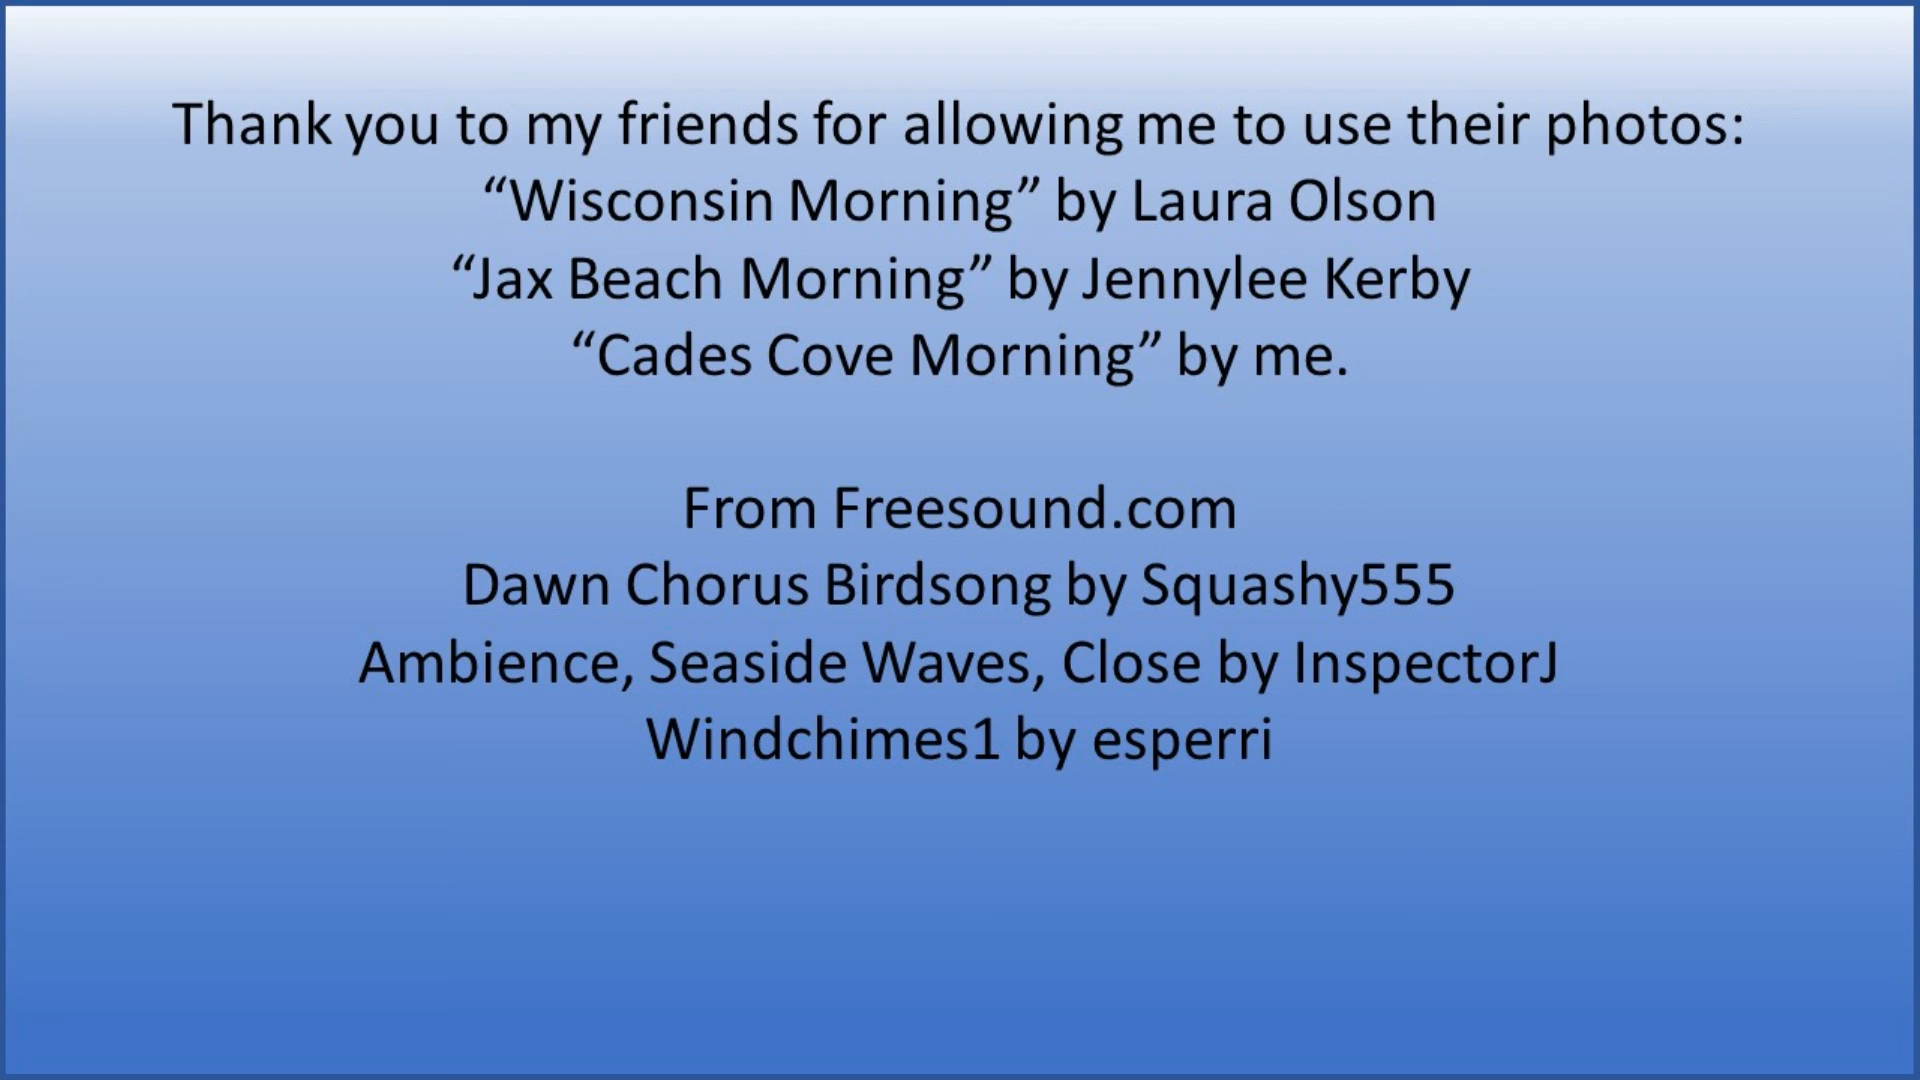 Thank you to my friends for allowing me to use their photos:
“Wisconsin Morning” by Laura Olson
“Jax Beach Morning” by Jennylee Kerby
“Cades Cove Morning” by me.
From Freesound.com
Dawn Chorus Birdsong by Squashy555
Ambience, Seaside Waves, Close by InspectorJ
Windchimes1 by esperri